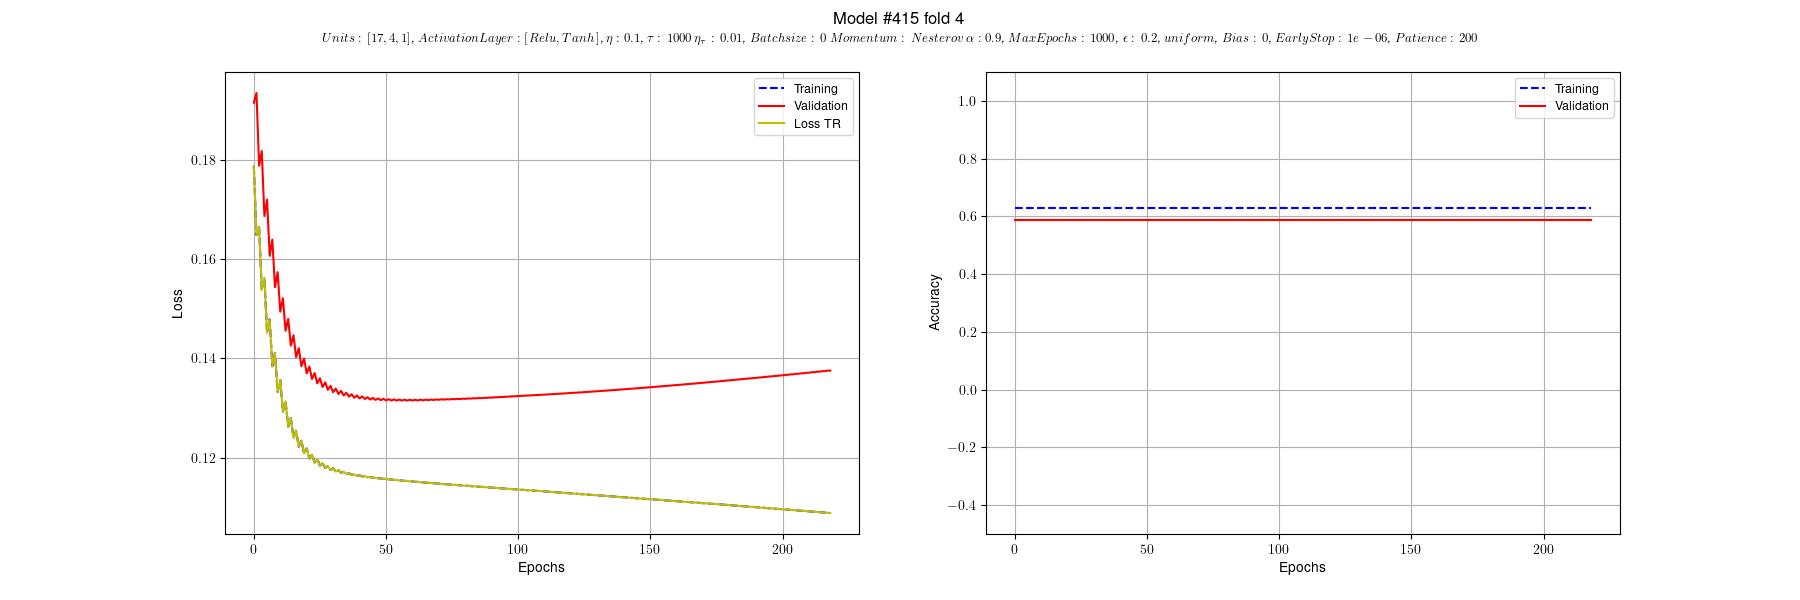 Model #415 fold 4
Units : [17, 4, 1], ActivationLayer : [Relu, Tanh], η : 0.1, τ : 1000 ητ : 0.01, Batchsize : 0 Momentum : Nesterov α : 0.9, MaxEpochs : 1000, ϵ : 0.2, uniform, Bias : 0, EarlyStop : 1e − 06, Patience : 200
Training
Validation
Loss TR
0.18
0.16
0.14
0.12
Loss
0 50 100 150 200
Epochs
Training
Validation
1.0
0.8
0.6
0.4
0.2
0.0
−0.2
−0.4
Accuracy
0 50 100 150 200
Epochs